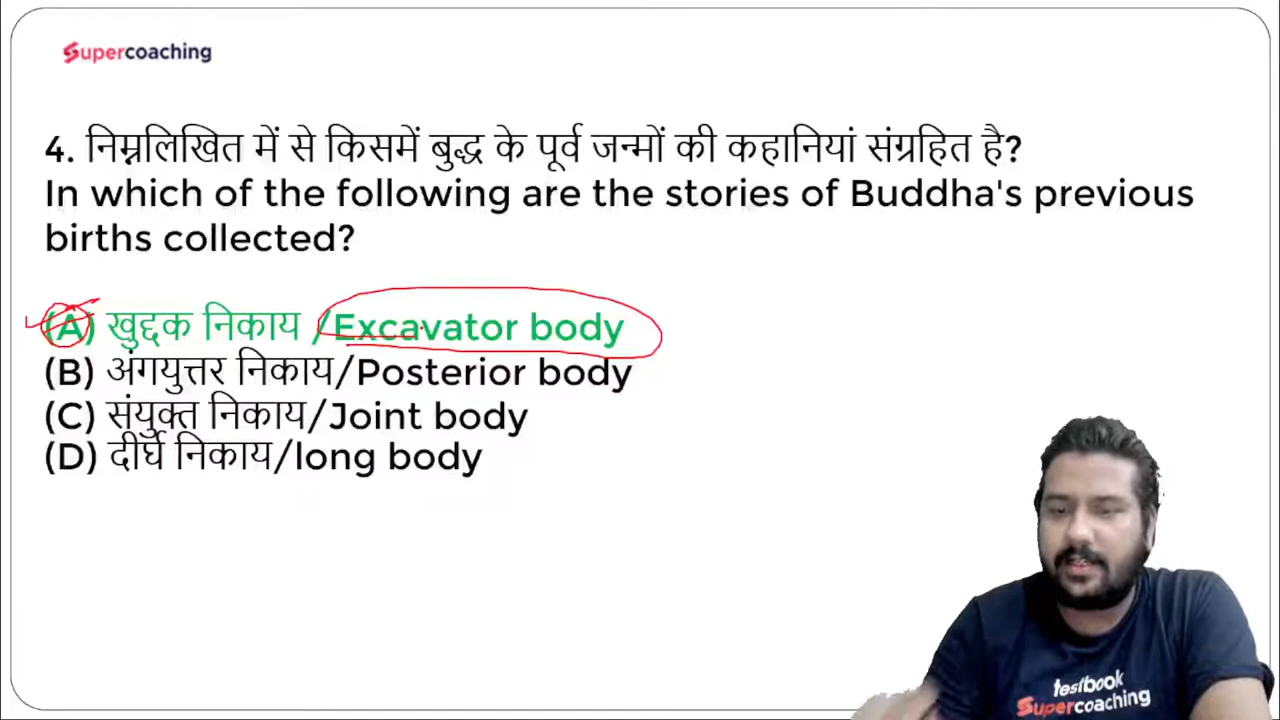 Supercoaching
4. निम्नलिखित में से किसमें बुद्ध के पूर्व जन्मों की कहानियां संग्रहित है?
In which of the following are the stories of Buddha's previous
births collected?
(A) खुद्दक निकाय /Excavator body
(B) अंगयुत्तर निकाय/Posterior body
(C) संयुक्त निकाय/Joint body
(D) दीर्घ निकाय/long body
testbook
Supercoaching